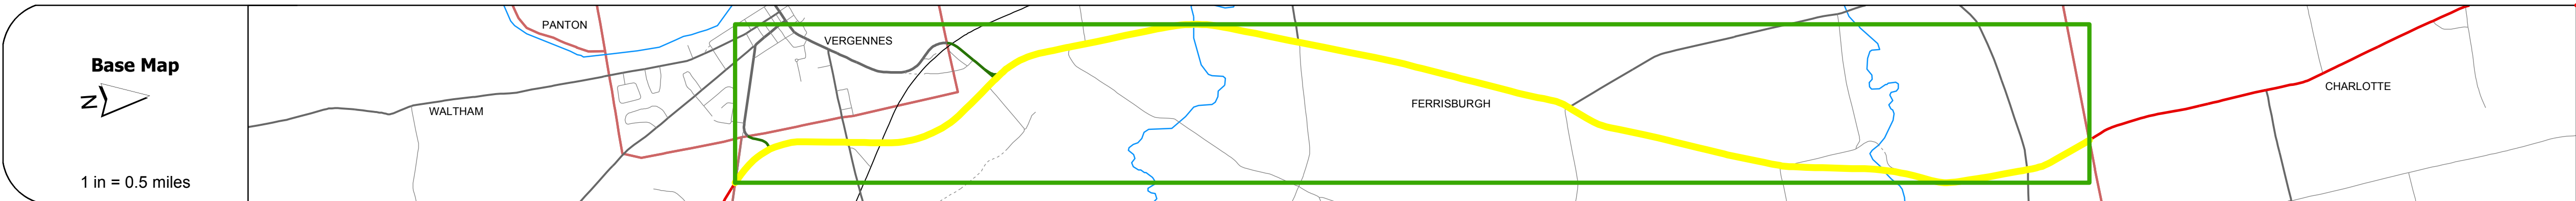 Base Map
N
1 in = 0.5 miles
PANTON
VERGENNES
WALTHAM
FERRISBURGH
CHARLOTTE